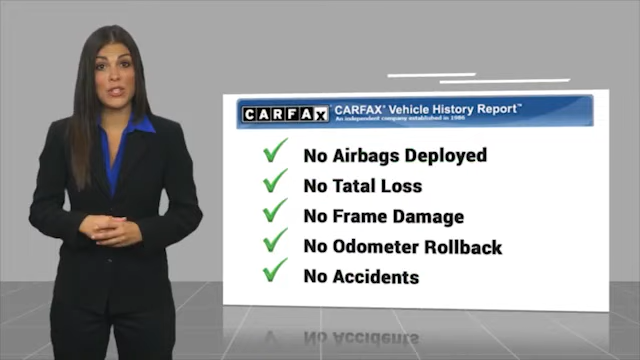 CARFAX CARFAX® Vehicle History Report™
An independent company established in 1986
No Airbags Deployed
No Tatal Loss
No Frame Damage
No Odometer Rollback
No Accidents